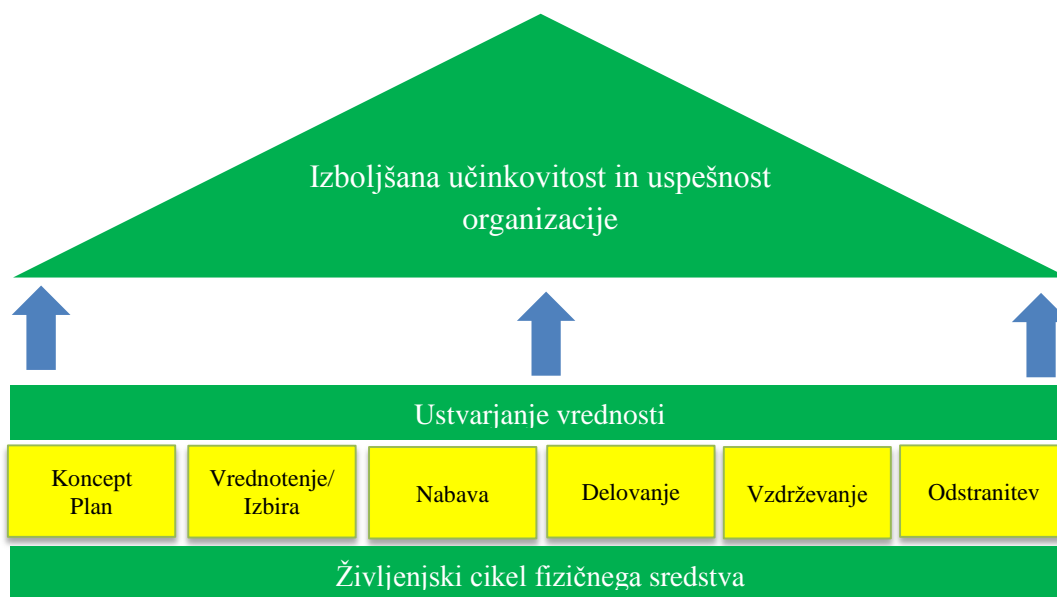 Izboljšana učinkovitost in uspešnost
organizacije
Ustvarjanje vrednosti
Koncept
Plan
Vrednotenje/
Izbira
Nabava
Delovanje
Vzdrževanje
Odstranitev
Življenjski cikel fizičnega sredstva